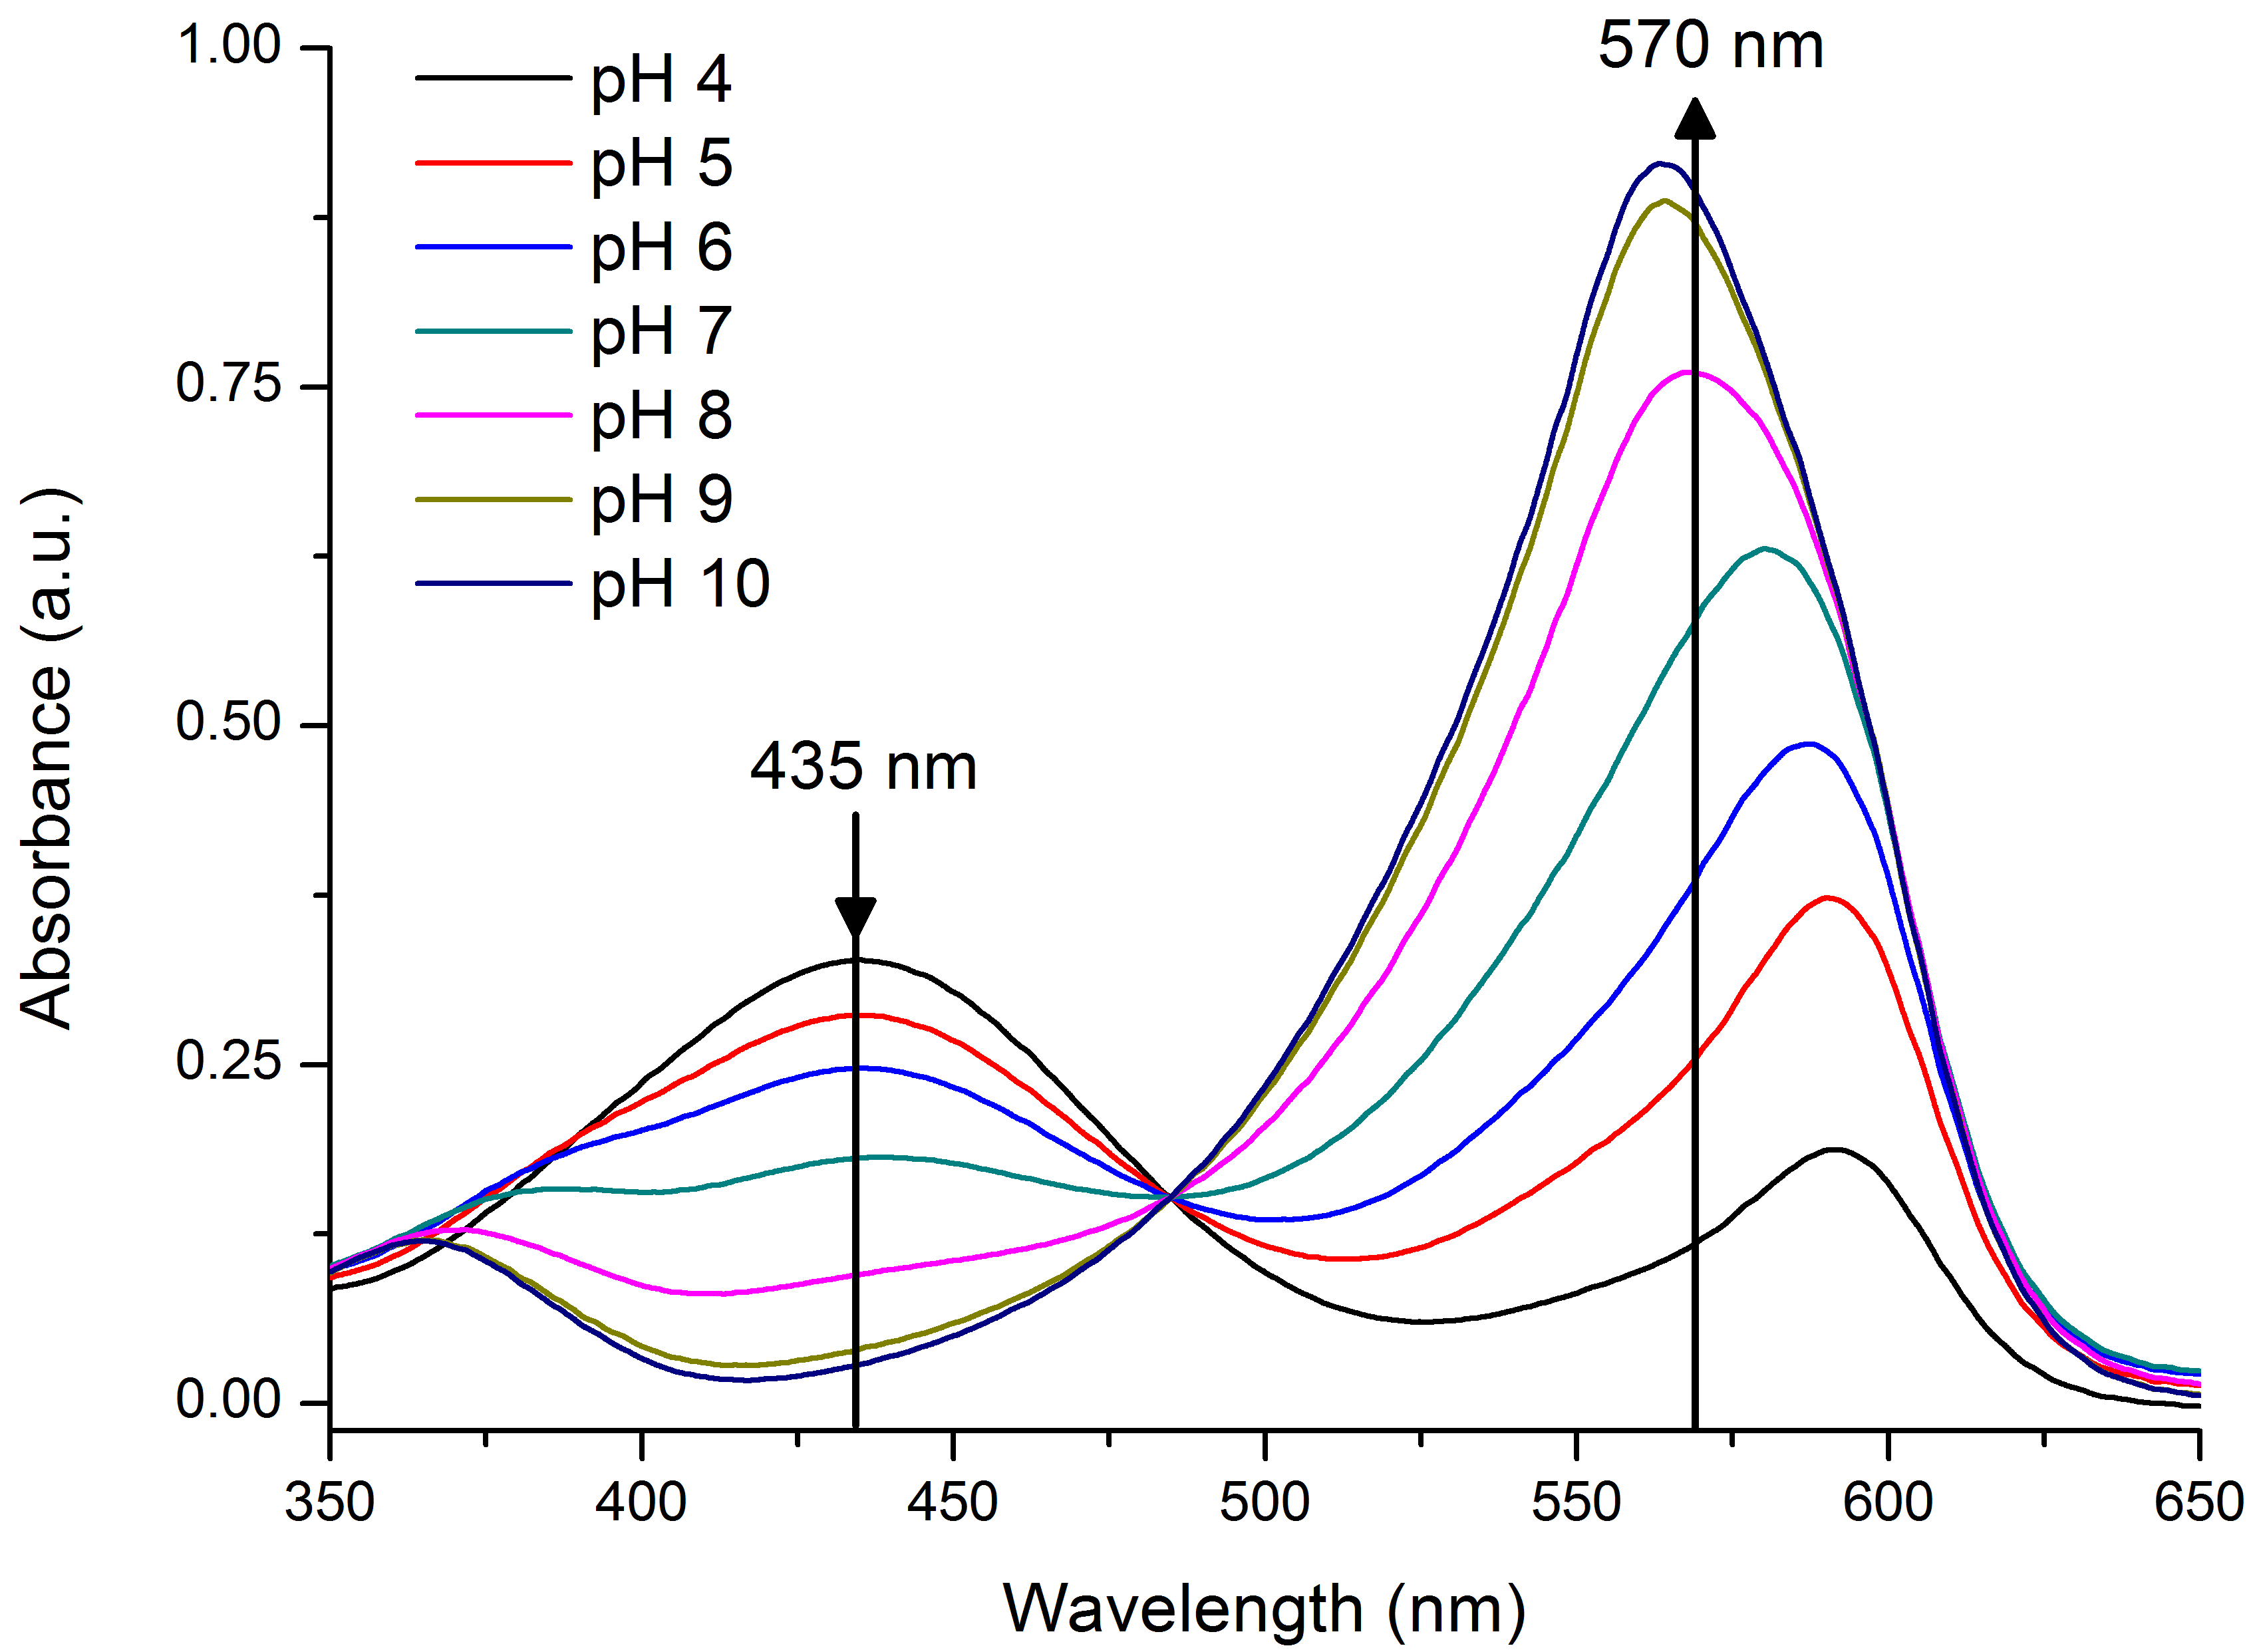 570 nm
1.00
pH 4
pH 5
pH 6
pH 7
0.75
pH 8
pH 9
pH 10
0.50
435 nm
0.25
0.00
Absorbance (a.u.)
350 400 450 500 550 600 650
Wavelength (nm)